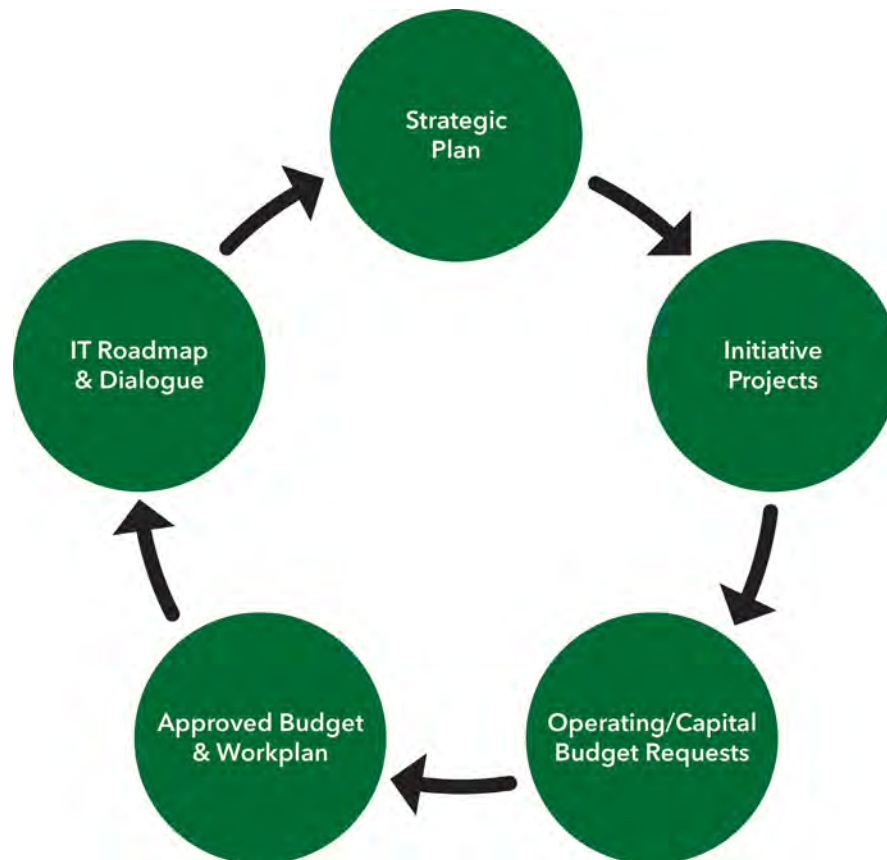 Strategic
Plan
Initiative
Projects
Operating/Capital
Budget Requests
Approved Budget
& Workplan
IT Roadmap
& Dialogue